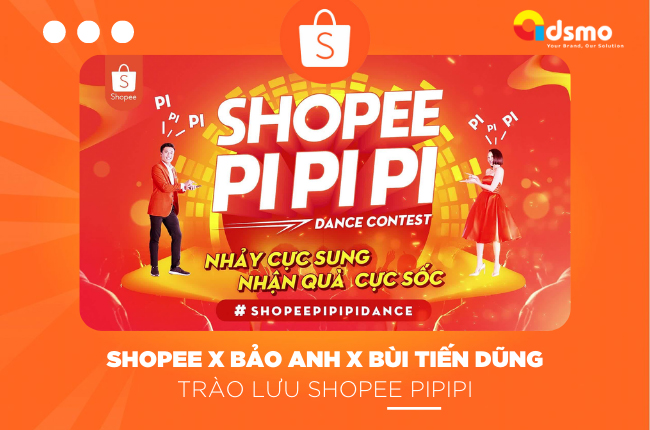 S
adsmo
Your Brand, Our Solution
S
Shopee
PI
PI
PI
SHOPEE
PI PI PI
DANCE CONTEST
PI
PI
PI
NHẢY CỰC SUNG
NHẬN QUÀ CỰC SỐC
# SHOPEEPIPIPIDANCE
SHOPEE X BẢO ANH X BÙI TIẾN DŨNG
TRÀO LƯU SHOPEE PIPIPI